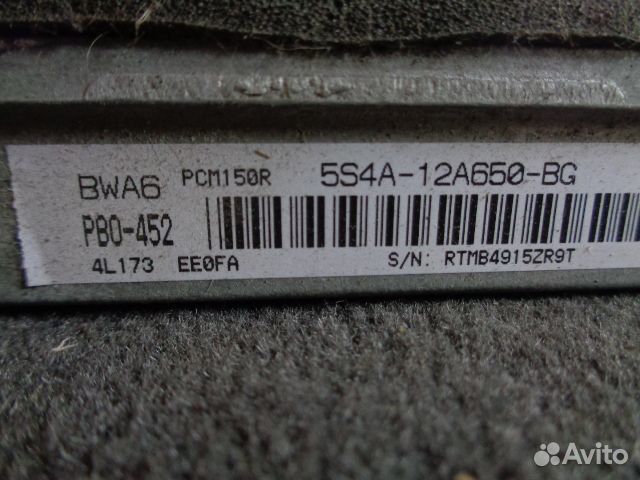 BWA6 PCM150R 5S4A-12A650-BG
PBO-452
4L173 EE0FA S/N: RTMB4915ZR9T
Avito